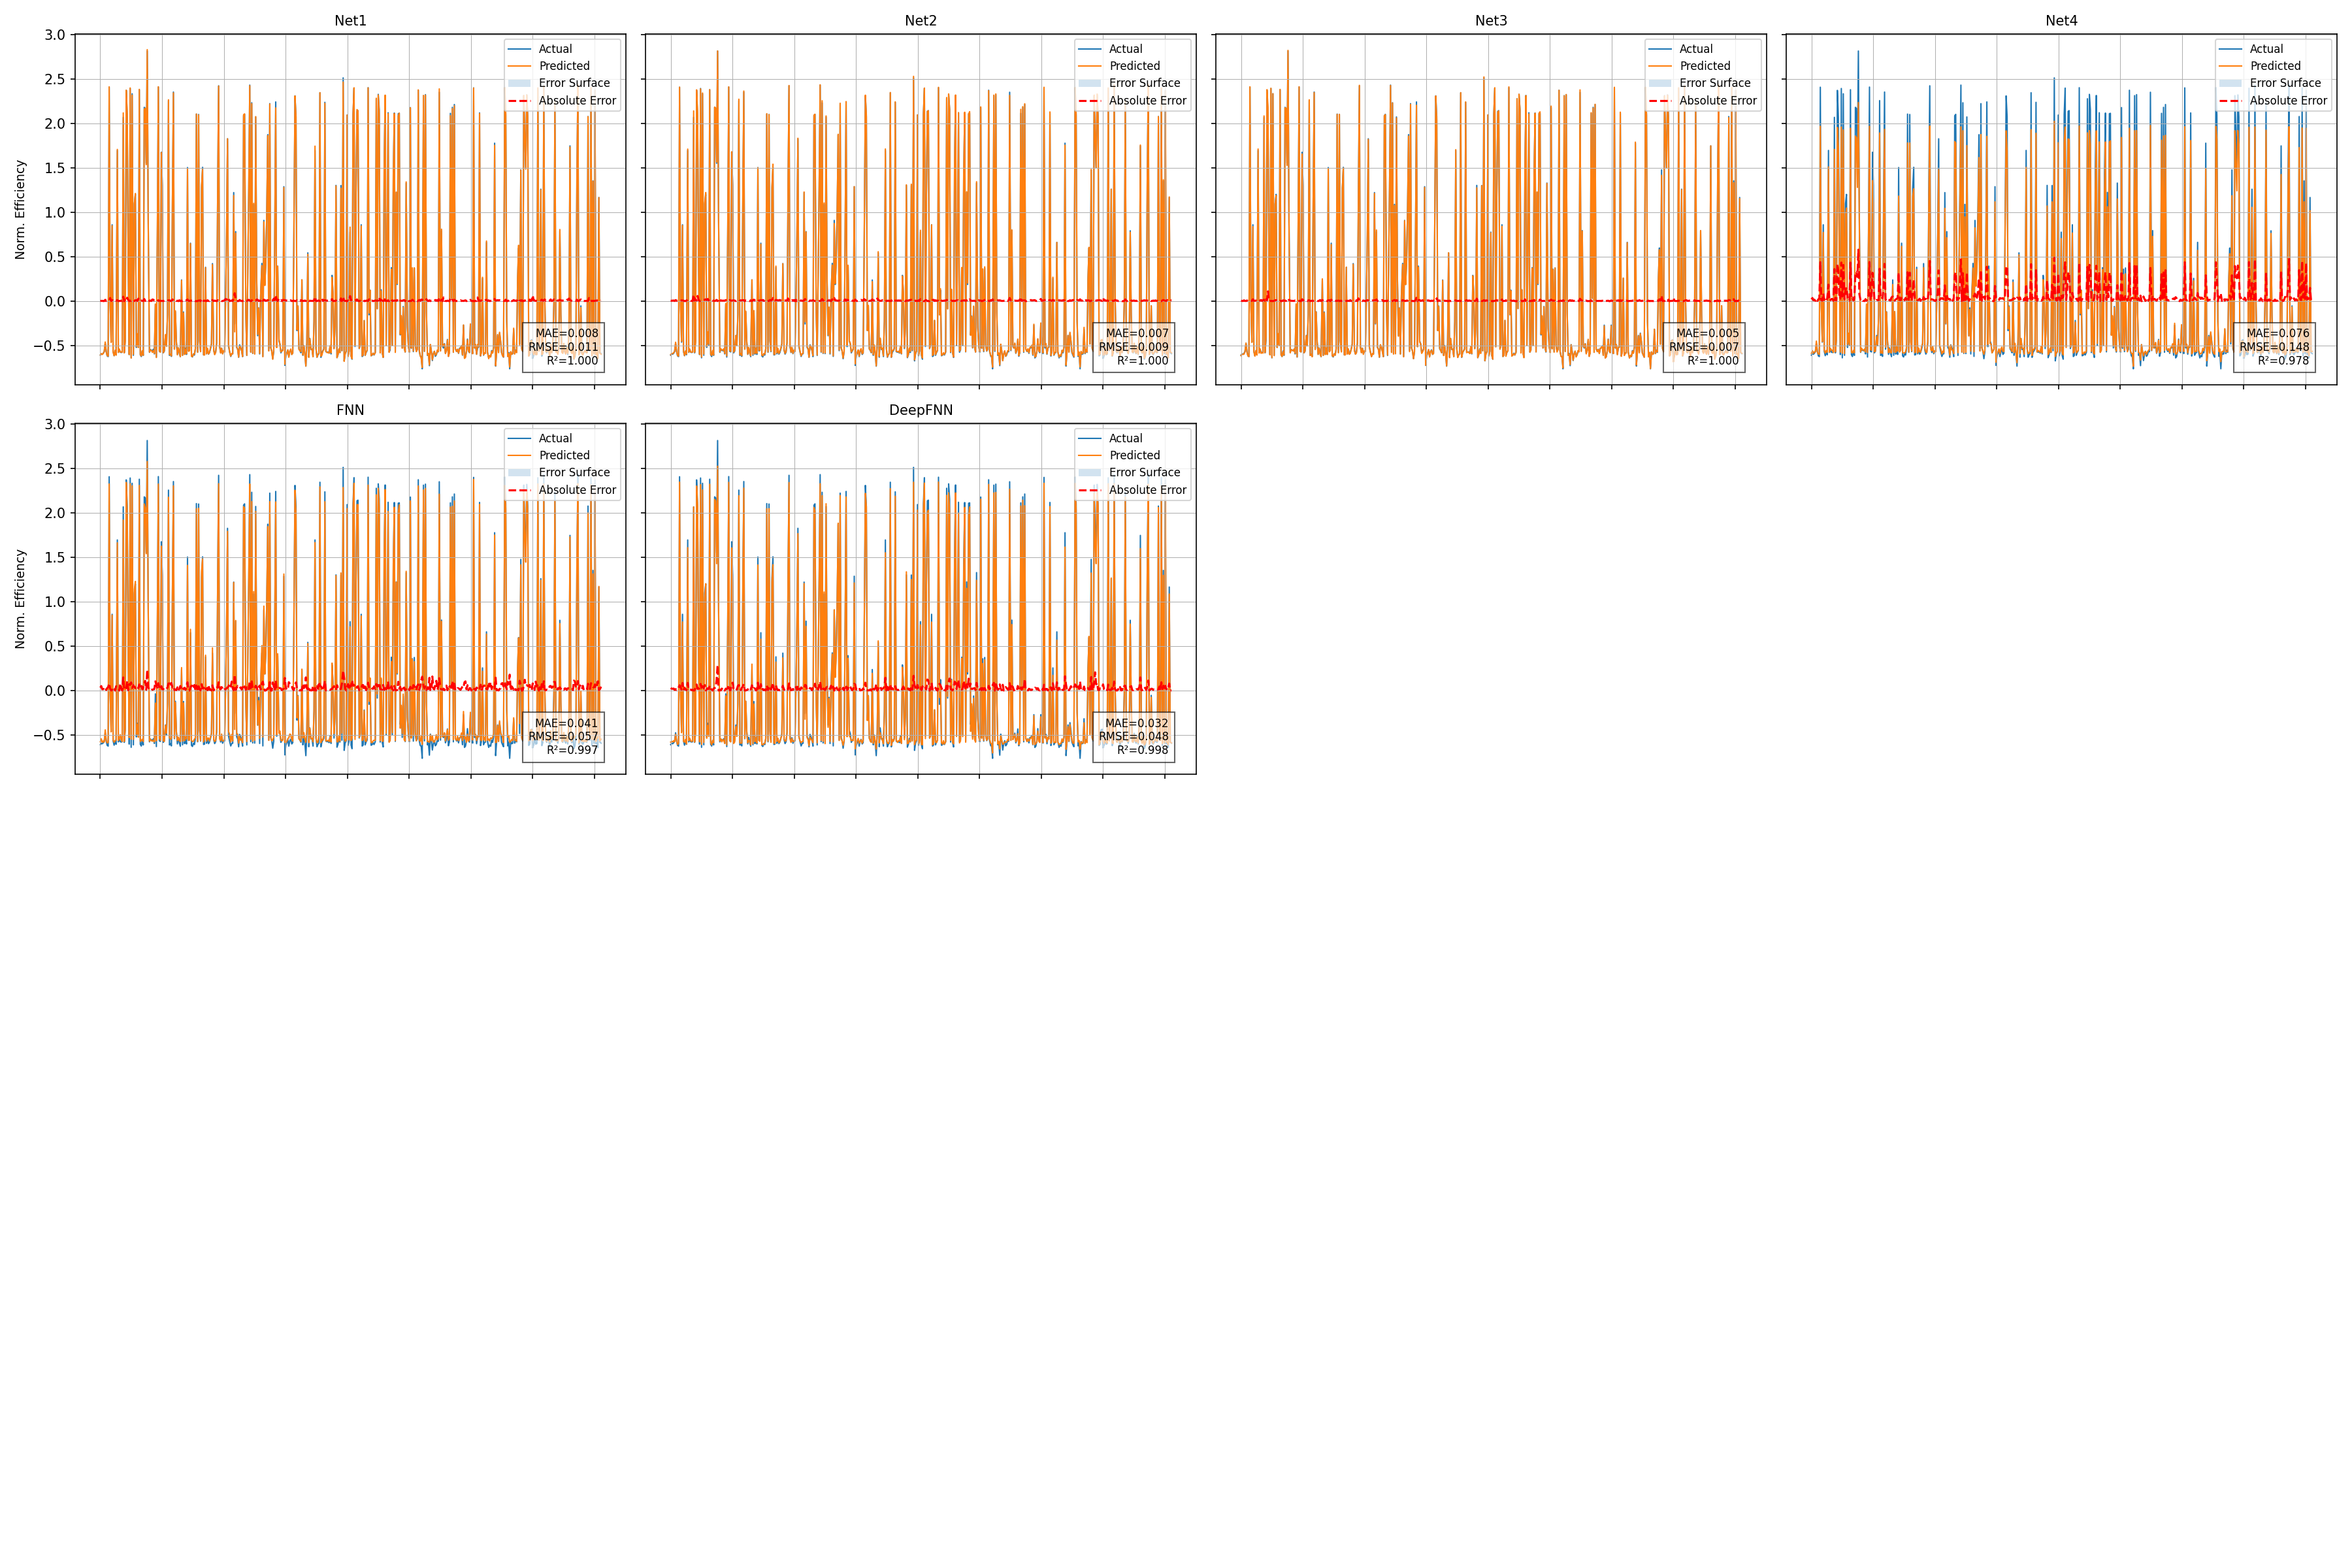 Net1
Norm. Efficiency
3.0
2.5
2.0
1.5
1.0
0.5
0.0
−0.5
Actual
Predicted
Error Surface
Absolute Error
MAE=0.008
RMSE=0.011
R²=1.000
Net2
Actual
Predicted
Error Surface
Absolute Error
MAE=0.007
RMSE=0.009
R²=1.000
Net3
Actual
Predicted
Error Surface
Absolute Error
MAE=0.005
RMSE=0.007
R²=1.000
Net4
Actual
Predicted
Error Surface
Absolute Error
MAE=0.076
RMSE=0.148
R²=0.978
FNN
Norm. Efficiency
3.0
2.5
2.0
1.5
1.0
0.5
0.0
−0.5
Actual
Predicted
Error Surface
Absolute Error
MAE=0.041
RMSE=0.057
R²=0.997
DeepFNN
Actual
Predicted
Error Surface
Absolute Error
MAE=0.032
RMSE=0.048
R²=0.998